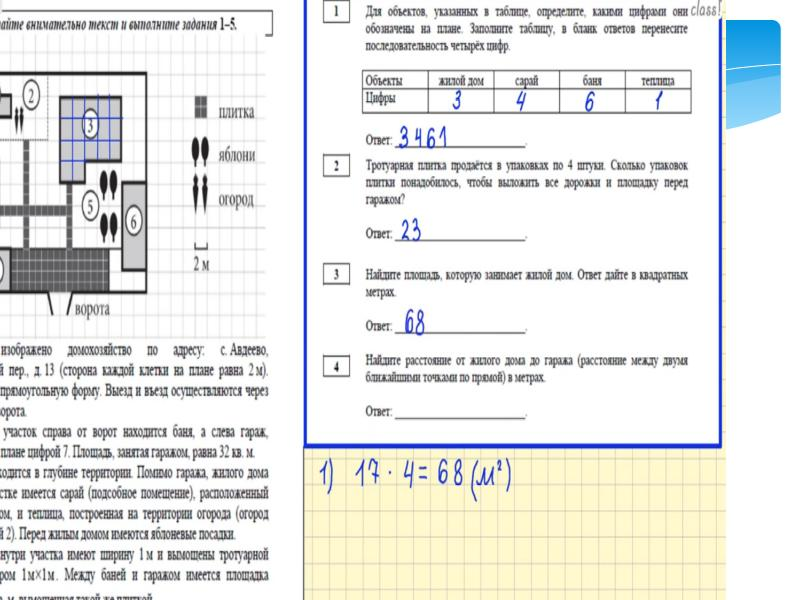 айте внимательно текст и выполните задания 1–5.
2
3
5
6
плитка
яблони
огород
2 м
ворота
изображено домохозяйство по адресу: с. Авдеево,
й пер., д. 13 (сторона каждой клетки на плане равна 2 м).
прямоугольную форму. Выезд и въезд осуществляются через
ворота.
участок справа от ворот находится баня, а слева гараж,
плане цифрой 7. Площадь, занятая гаражом, равна 32 кв. м.
ходится в глубине территории. Помимо гаража, жилого дома
стке имеется сарай (подсобное помещение), расположенный
ом, и теплица, построенная на территории огорода (огород
й 2). Перед жилым домом имеются яблоневые посадки.
нутри участка имеют ширину 1 м и вымощены тротуарной
ром 1м×1м. Между баней и гаражом имеется площадка
м, вымощенная такой же плиткой.
class!
1 Для объектов, указанных в таблице, определите, какими цифрами они
обозначены на плане. Заполните таблицу, в бланк ответов перенесите
последовательность четырёх цифр.
Объекты жилой дом сарай баня теплица
Цифры 3 4 6 1
Ответ: 3461.
2 Тротуарная плитка продаётся в упаковках по 4 штуки. Сколько упаковок
плитки понадобилось, чтобы выложить все дорожки и площадку перед
гаражом?
Ответ: 23.
3 Найдите площадь, которую занимает жилой дом. Ответ дайте в квадратных
метрах.
Ответ: 68.
4 Найдите расстояние от жилого дома до гаража (расстояние между двумя
ближайшими точками по прямой) в метрах.
Ответ: .
1) 17 · 4 = 68 (м²)